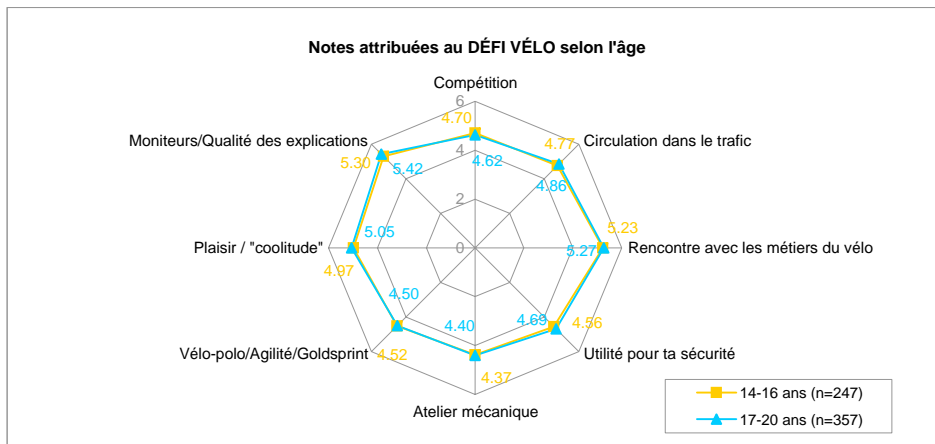 Notes attribuées au DÉFI VÉLO selon l'âge
Compétition
6
4.70
Moniteurs/Qualité des explications
4.77
Circulation dans le trafic
5.30
4
4.62
5.42
4.86
2
5.23
5.05
Plaisir / "coolitude"
0
5.27
Rencontre avec les métiers du vélo
4.97
4.50
4.40
4.69
4.56
Vélo-polo/Agilité/Goldsprint
4.52
Utilité pour ta sécurité
4.37
Atelier mécanique
14-16 ans (n=247)
17-20 ans (n=357)